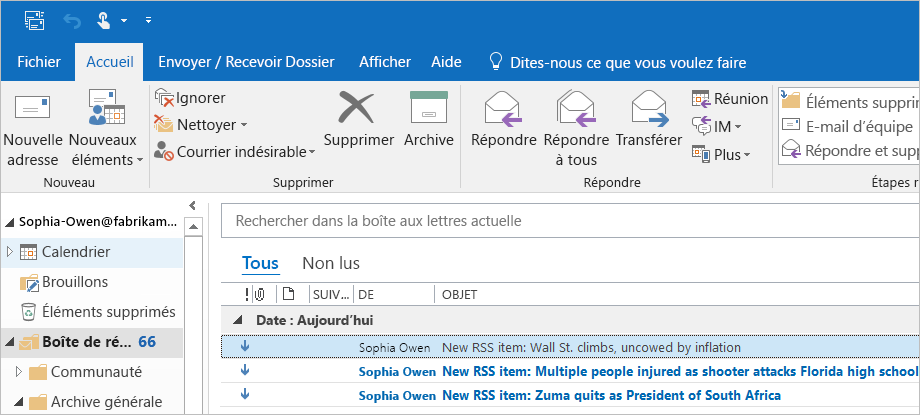 Fichier Accueil Envoyer / Recevoir Dossier Afficher Aide Dites-nous ce que vous voulez faire
Nouvelle adresse
Nouveaux éléments
Nouveau
Ignorer
Nettoyer
Courrier indésirable
Supprimer
Archive
Supprimer
Répondre
Répondre à tous
Transférer
Réunion
IM
Plus
Répondre
Éléments supprim
E-mail d'équipe
Répondre et supp
Étapes r
Sophia-Owen@fabrikam...
Calendrier
Brouillons
Éléments supprimés
Boîte de ré... 66
Communauté
Archive générale
Rechercher dans la boîte aux lettres actuelle
Tous Non lus
! SUIV... DE OBJET
Date : Aujourd'hui
Sophia Owen New RSS item: Wall St. climbs, uncowed by inflation
Sophia Owen New RSS item: Multiple people injured as shooter attacks Florida high school
Sophia Owen New RSS item: Zuma quits as President of South Africa